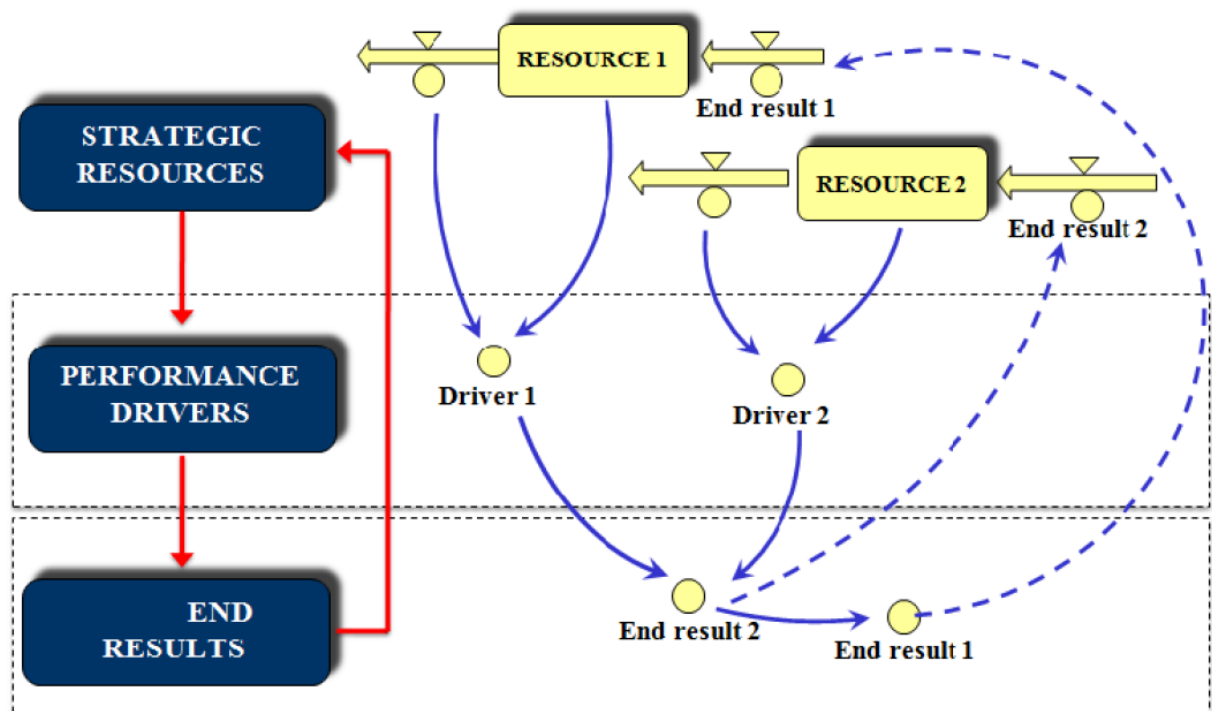 RESOURCE 1
End result 1
STRATEGIC
RESOURCES
RESOURCE 2
End result 2
PERFORMANCE
DRIVERS
Driver 1
Driver 2
END
RESULTS
End result 2
End result 1